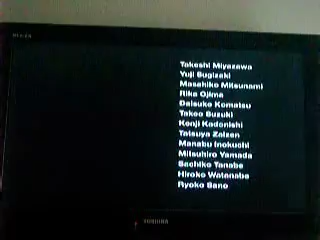 Takeshi Miyazawa
Yuji Sugizaki
Masahiko Mitsunami
Rika Ojima
Daisuke Komatsu
Takeo Suzuki
Kenji Kadonishi
Tatsuya Zaizen
Manabu Inokuchi
Mitsuhiro Yamada
Sachiko Tanabe
Hiroko Watanabe
Ryoko Sano
TOSHIBA